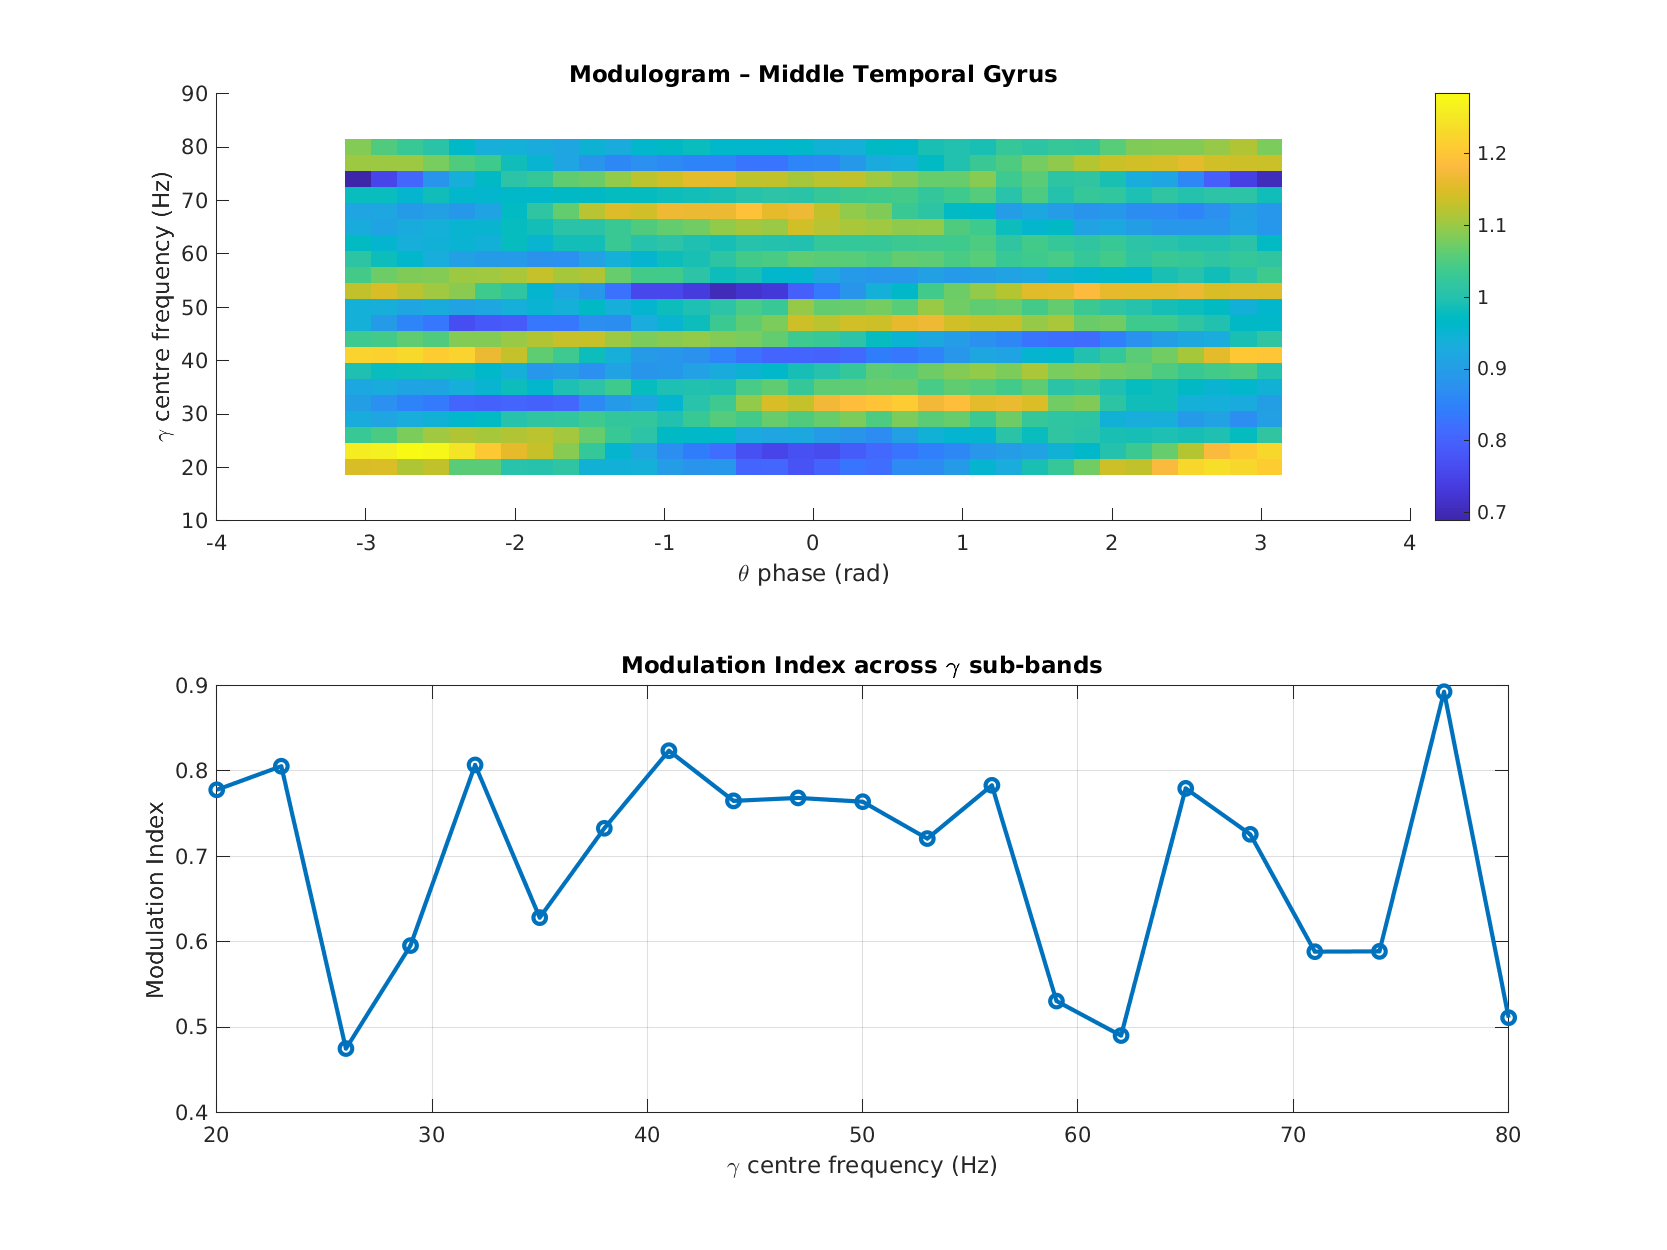 Modulogram – Middle Temporal Gyrus
γ centre frequency (Hz)
90
80
70
60
50
40
30
20
10
-4 -3 -2 -1 0 1 2 3 4
θ phase (rad)
1.2
1.1
1
0.9
0.8
0.7
Modulation Index across γ sub-bands
Modulation Index
0.9
0.8
0.7
0.6
0.5
0.4
20 30 40 50 60 70 80
γ centre frequency (Hz)